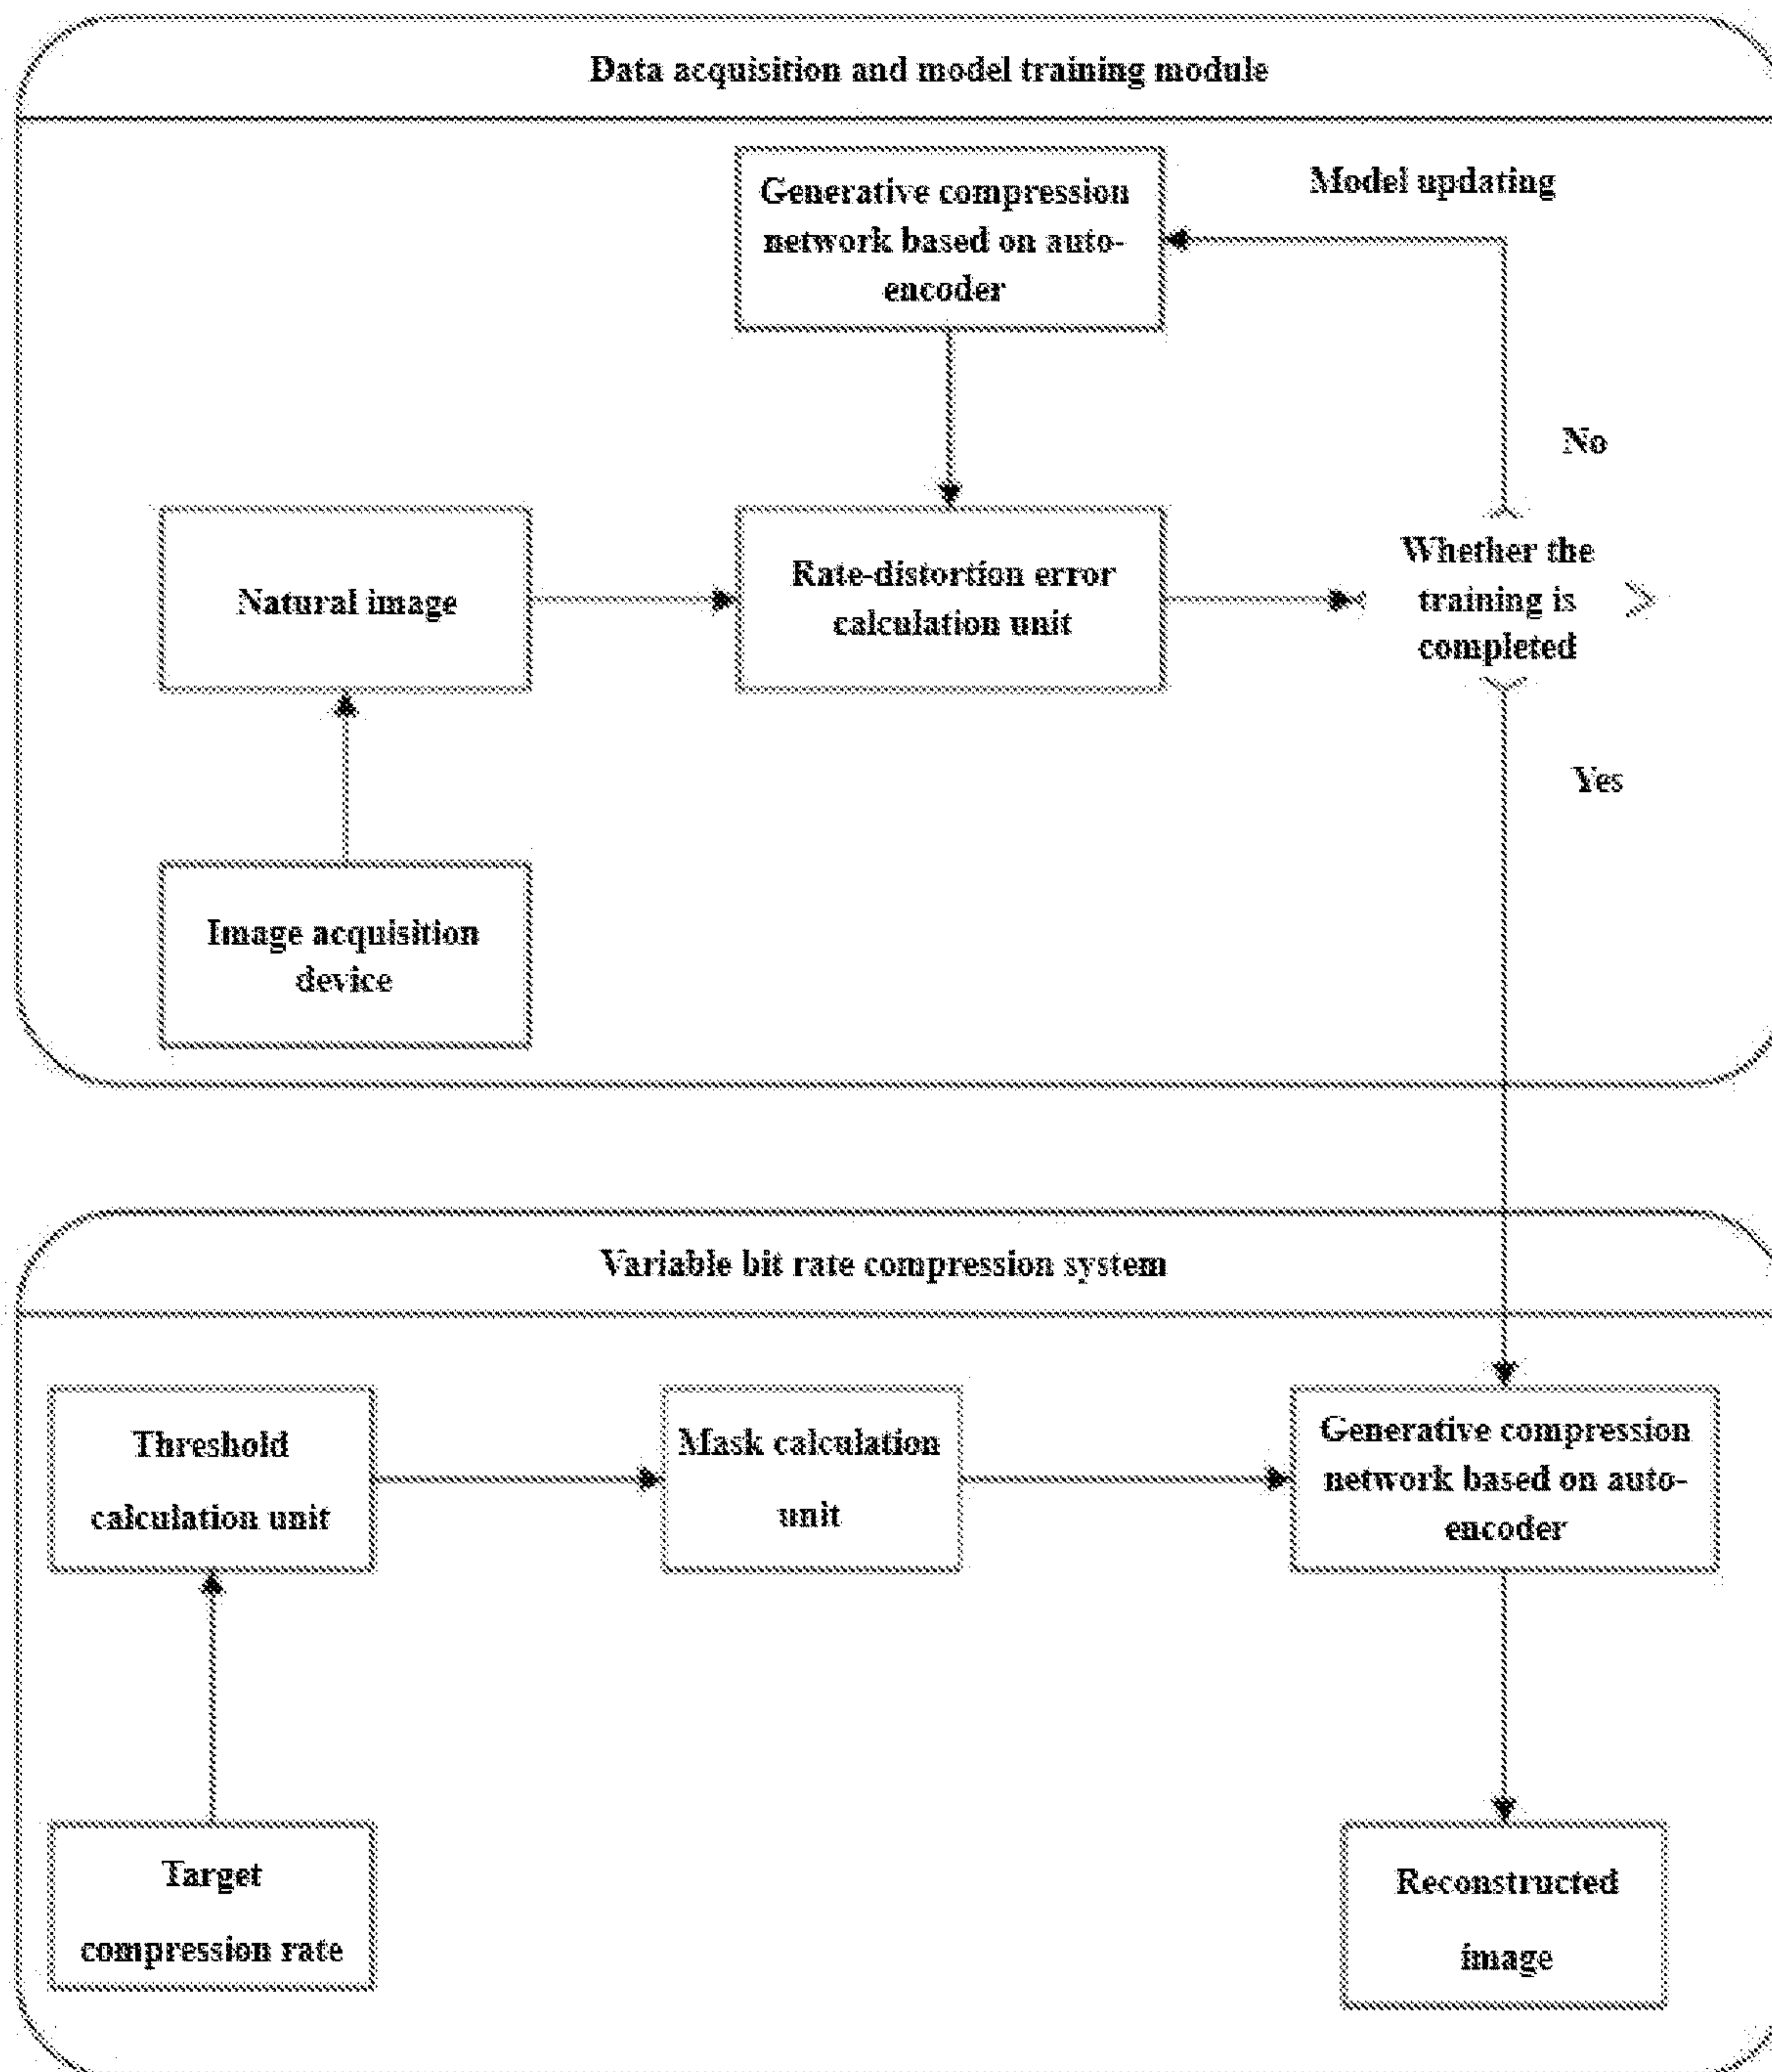 Data acquisition and model training module
Generative compression
network based on auto-
encoder
Model updating
No
Natural image
Rate-distortion error
calculation unit
Whether the
training is
completed
Yes
Image acquisition
device
Variable bit rate compression system
Threshold
calculation unit
Mask calculation
unit
Generative compression
network based on auto-
encoder
Target
compression rate
Reconstructed
image